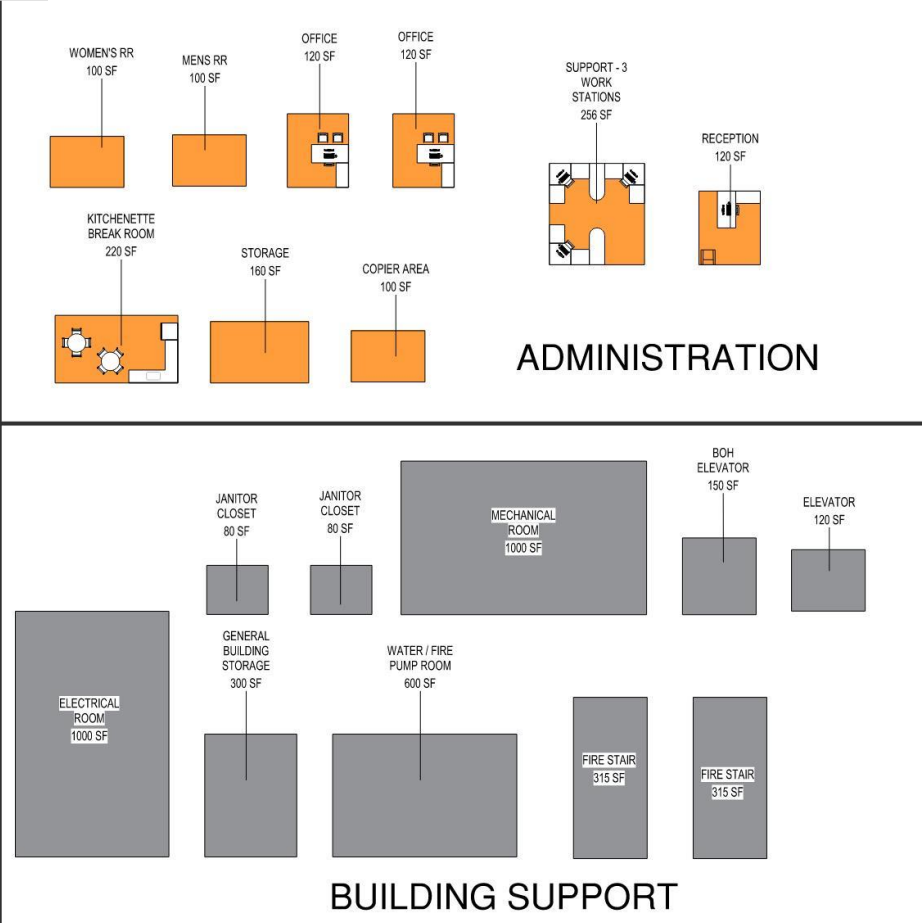 WOMEN'S RR
100 SF
MENS RR
100 SF
OFFICE
120 SF
OFFICE
120 SF
SUPPORT - 3
WORK
STATIONS
256 SF
RECEPTION
120 SF
KITCHENETTE
BREAK ROOM
220 SF
STORAGE
160 SF
COPIER AREA
100 SF
ADMINISTRATION
JANITOR
CLOSET
80 SF
JANITOR
CLOSET
80 SF
MECHANICAL
ROOM
1000 SF
BOH
ELEVATOR
150 SF
ELEVATOR
120 SF
ELECTRICAL
ROOM
1000 SF
GENERAL
BUILDING
STORAGE
300 SF
WATER / FIRE
PUMP ROOM
600 SF
FIRE STAIR
315 SF
FIRE STAIR
315 SF
BUILDING SUPPORT